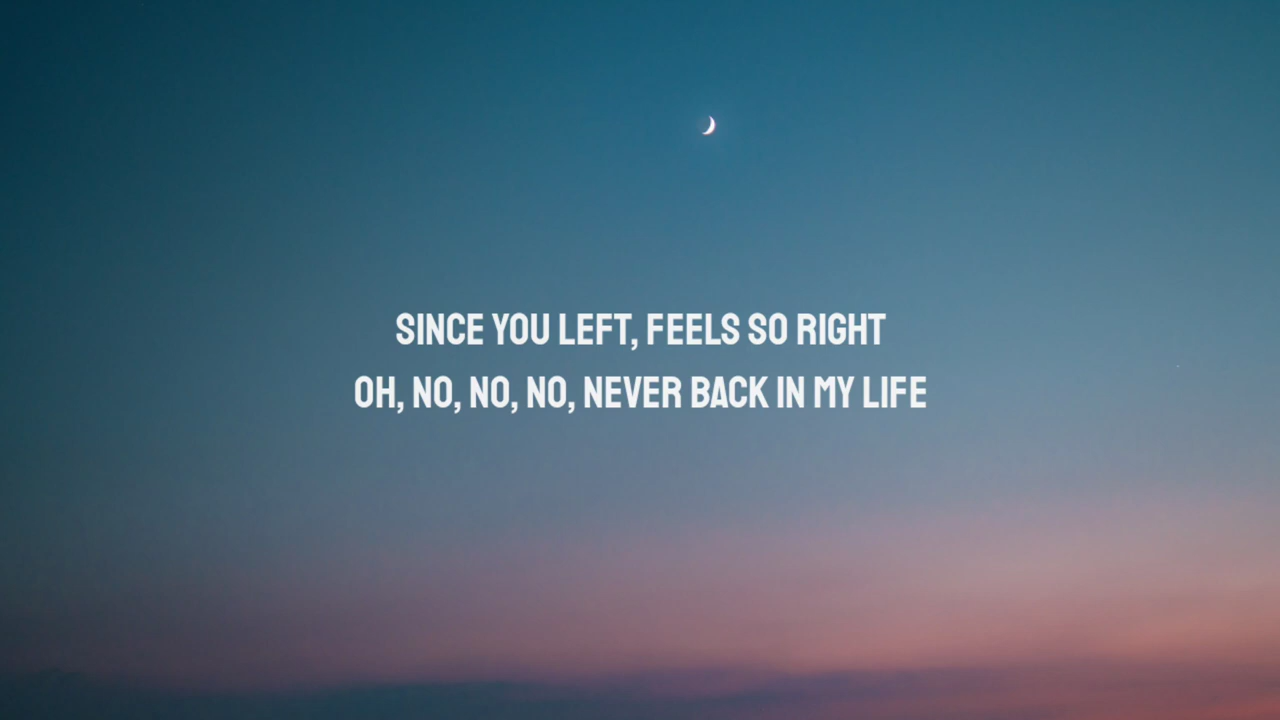 SINCE YOU LEFT, FEELS SO RIGHT
OH, NO, NO, NO, NEVER BACK IN MY LIFE